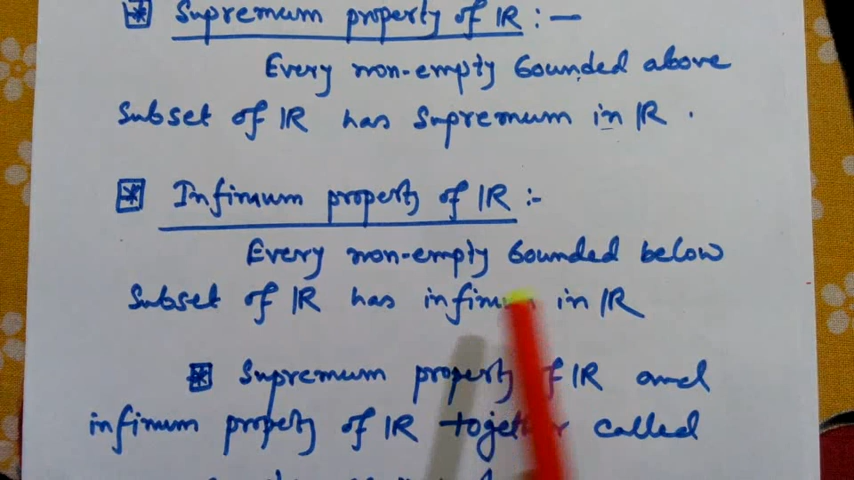 * Supremum property of IR : —
Every non-empty bounded above
Subset of IR has Supremum in IR .
* Infimum property of IR :-
Every non-empty bounded below
Subset of IR has in IR
* Supremum property of IR and
infimum property of IR together called